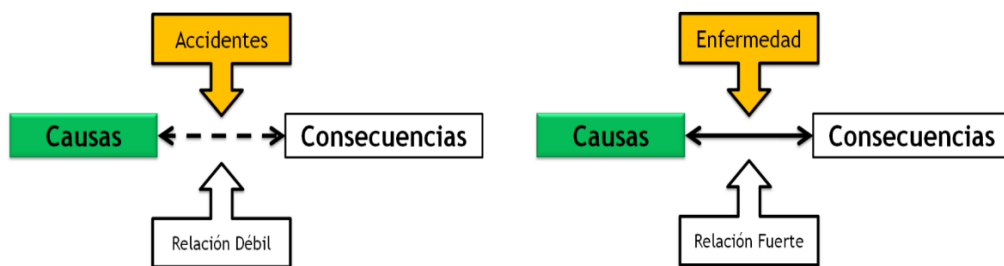 Accidentes
Causas
Consecuencias
Relación Débil
Enfermedad
Causas
Consecuencias
Relación Fuerte